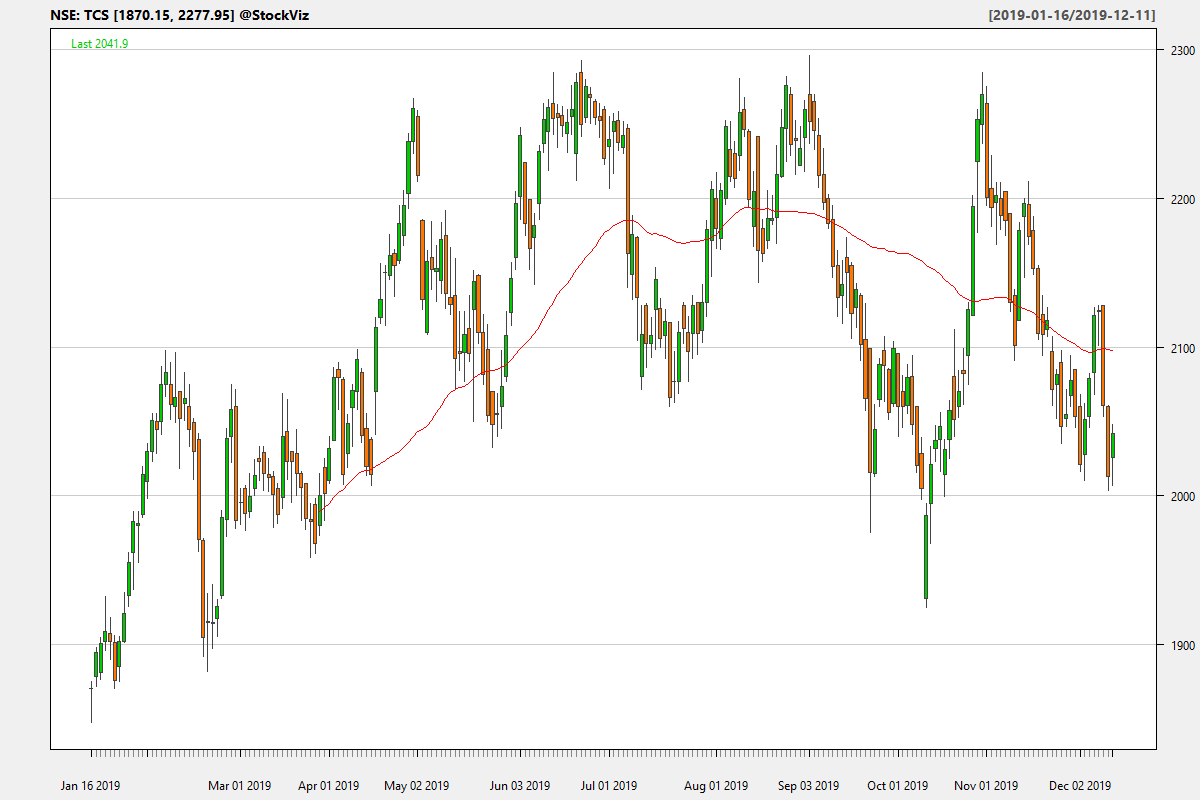 NSE: TCS [1870.15, 2277.95] @StockViz [2019-01-16/2019-12-11]
Last 2041.9
2300
2200
2100
2000
1900
Jan 16 2019 Mar 01 2019 Apr 01 2019 May 02 2019 Jun 03 2019 Jul 01 2019 Aug 01 2019 Sep 03 2019 Oct 01 2019 Nov 01 2019 Dec 02 2019